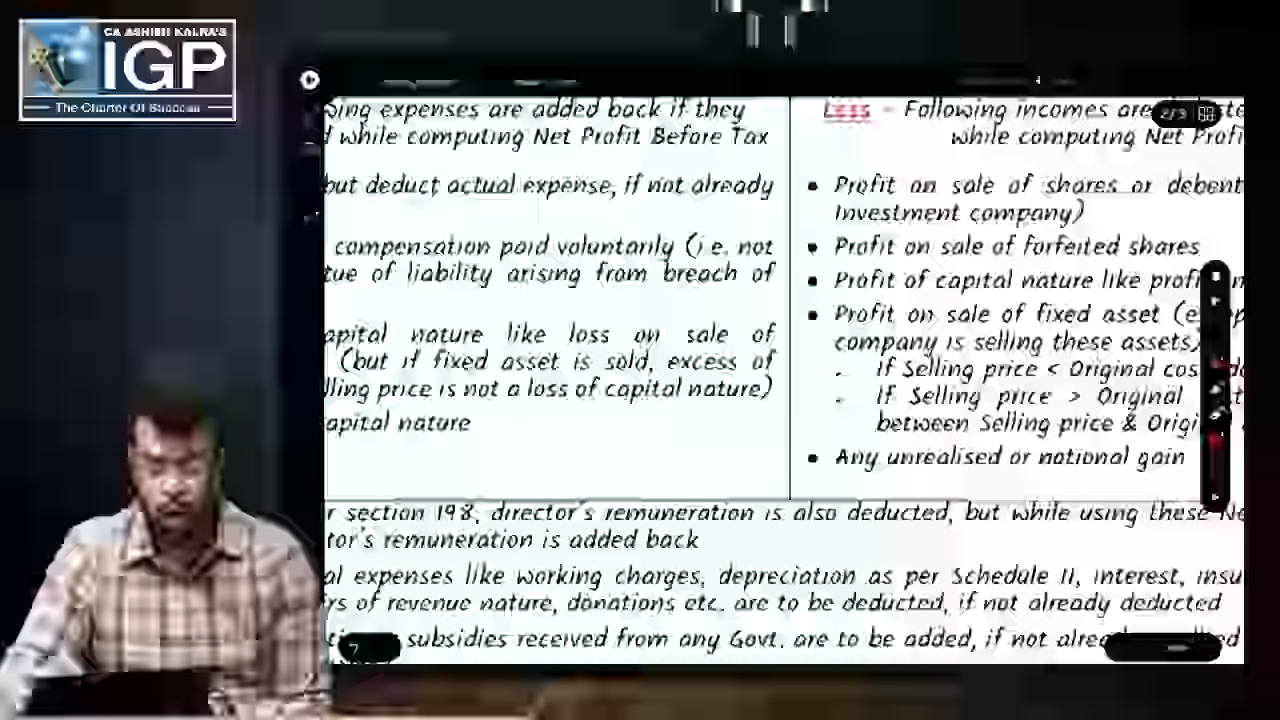 CA ASHISH KALRA'S
IGP
The Charter Of Success
2/3
sing expenses are added back if they
d while computing Net Profit Before Tax
but deduct actual expense, if not already
compensation paid voluntarily (i.e. not
tue of liability arising from breach of
apital nature like loss on sale of
(but if fixed asset is sold, excess of
lling price is not a loss of capital nature)
apital nature
Less - Following incomes are
while computing Net Profi
• Profit on sale of shares or debent
Investment company)
• Profit on sale of forfeited shares
• Profit of capital nature like profi
• Profit on sale of fixed asset (e
company is selling these assets)
- If Selling price < Original cos
- If Selling price > Original
between Selling price & Origi
• Any unrealised or notional gain
r section 198, director's remuneration is also deducted, but while using these Ne
tor's remuneration is added back
al expenses like working charges, depreciation as per Schedule II, interest, insu
irs of revenue nature, donations etc. are to be deducted, if not already deducted
subsidies received from any Govt. are to be added, if not alrea
7